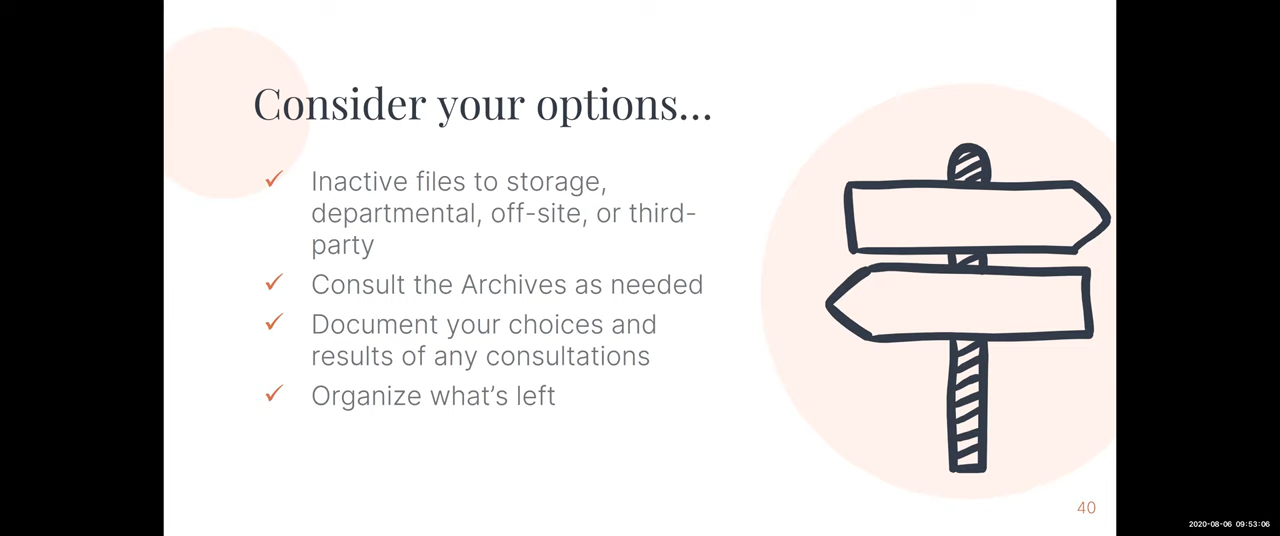 Consider your options...
✓ Inactive files to storage,
departmental, off-site, or third-
party
✓ Consult the Archives as needed
✓ Document your choices and
results of any consultations
✓ Organize what’s left
40
2020-08-06 09:53:06